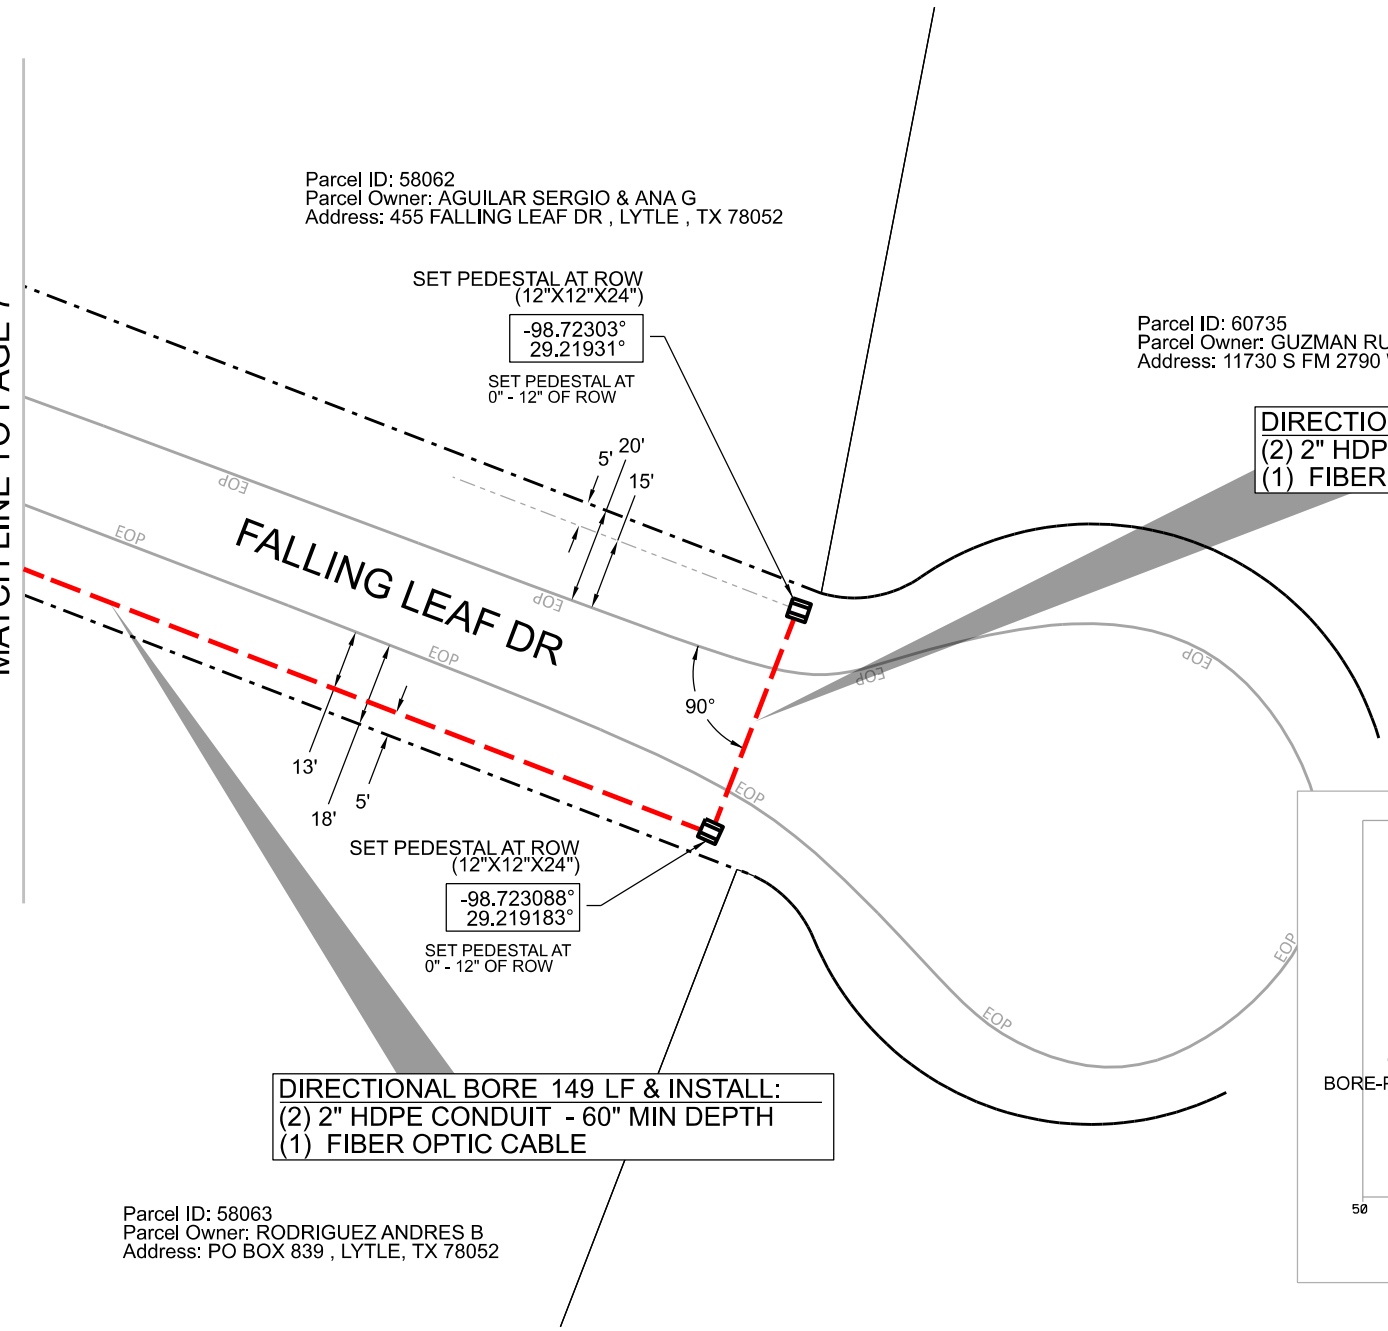 Parcel ID: 58062
Parcel Owner: AGUILAR SERGIO & ANA G
Address: 455 FALLING LEAF DR , LYTLE , TX 78052
SET PEDESTAL AT ROW
(12"X12"X24")
-98.72303°
29.21931°
SET PEDESTAL AT
0" - 12" OF ROW
Parcel ID: 60735
Parcel Owner: GUZMAN RU
Address: 11730 S FM 2790
DIRECTIO
(2) 2" HDP
(1) FIBER
MATCH LINE TO PAGE
5'
20'
15'
EOP
EOP
EOP
EOP
EOP
EOP
EOP
EOP
EOP
FALLING LEAF DR
90°
13'
18'
5'
SET PEDESTAL AT ROW
(12"X12"X24")
-98.723088°
29.219183°
SET PEDESTAL AT
0" - 12" OF ROW
DIRECTIONAL BORE 149 LF & INSTALL:
(2) 2" HDPE CONDUIT - 60" MIN DEPTH
(1) FIBER OPTIC CABLE
BORE-
50
Parcel ID: 58063
Parcel Owner: RODRIGUEZ ANDRES B
Address: PO BOX 839 , LYTLE, TX 78052